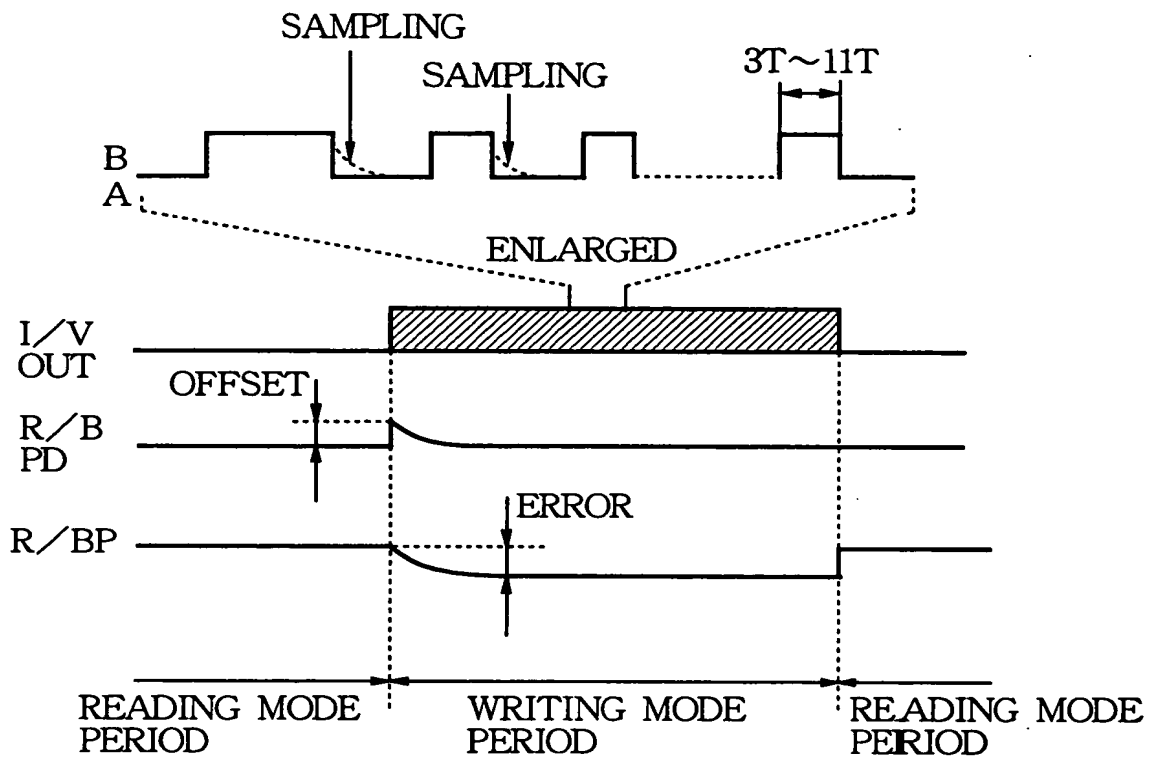 SAMPLING
SAMPLING
3T～11T
B
A
ENLARGED
I／V
OUT
OFFSET
R／B
PD
ERROR
R／BP
READING MODE
PERIOD
WRITING MODE
PERIOD
READING MODE
PERIOD